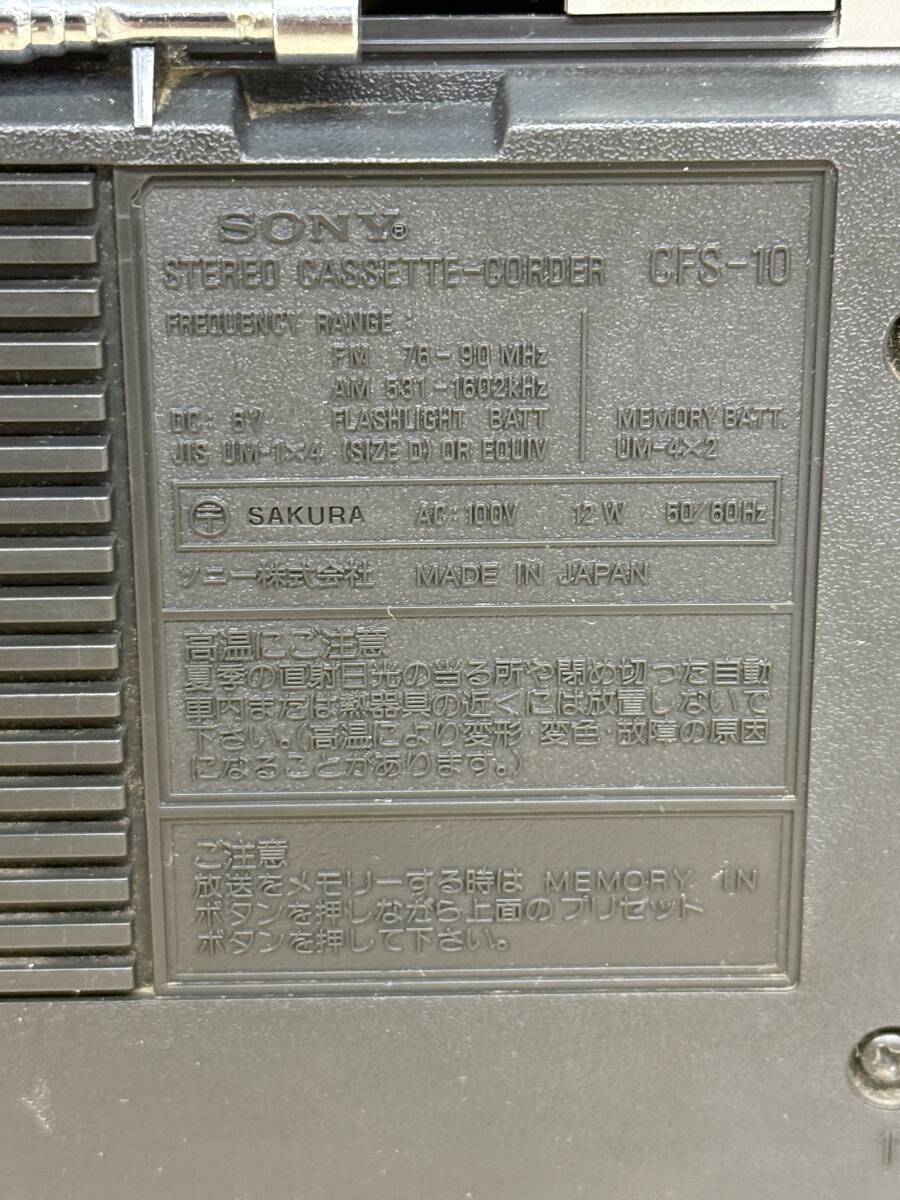 SONY®
STEREO CASSETTE-CORDER CFS-10
FREQUENCY RANGE:
FM 76-90 MHz
AM 531-1602kHz
DC: 6V FLASHLIGHT BATT
JIS UM-1×4 (SIZE D) OR EQUIV
MEMORY BATT.
UM-4×2
〒 SAKURA AC: 100V 12 W 50/60Hz
ソニー株式会社 MADE IN JAPAN
高温にご注意
夏季の直射日光の当る所や閉め切った自動
車内または熱器具の近くには放置しないで
下さい。(高温により変形・変色・故障の原因
になることがあります。)
ご注意
放送をメモリーする時は MEMORY IN
ボタンを押しながら上面のプリセット
ボタンを押して下さい。
1